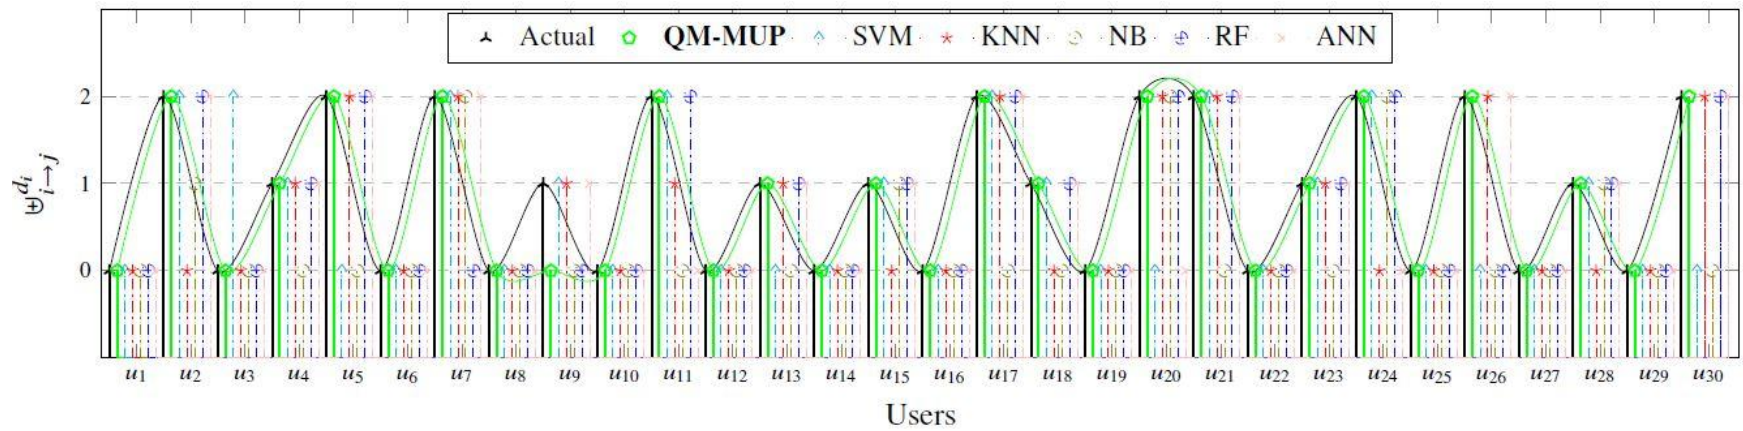 Actual QM-MUP SVM KNN NB RF ANN
2
1
0
⊎^{d_i}_{i→j}
u1 u2 u3 u4 u5 u6 u7 u8 u9 u10 u11 u12 u13 u14 u15 u16 u17 u18 u19 u20 u21 u22 u23 u24 u25 u26 u27 u28 u29 u30
Users